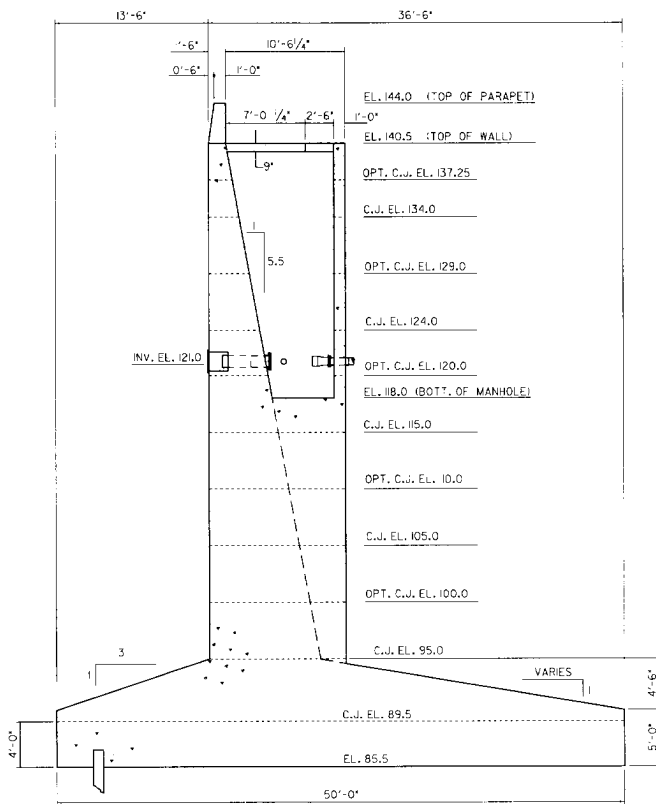 13'-6" 36'-6"
1'-6" 10'-6 1/4"
0'-6" 1'-0"
EL. 144.0 (TOP OF PARAPET)
7'-0 1/4" 2'-6" 1'-0"
EL. 140.5 (TOP OF WALL)
9"
OPT. C.J. EL. 137.25
C.J. EL. 134.0
1
5.5
OPT. C.J. EL. 129.0
C.J. EL. 124.0
INV. EL. 121.0
OPT. C.J. EL. 120.0
EL. 118.0 (BOTT. OF MANHOLE)
C.J. EL. 115.0
OPT. C.J. EL. 10.0
C.J. EL. 105.0
OPT. C.J. EL. 100.0
C.J. EL. 95.0
3
1
VARIES
1
4'-6"
C.J. EL. 89.5
4'-0"
5'-0"
EL. 85.5
50'-0"